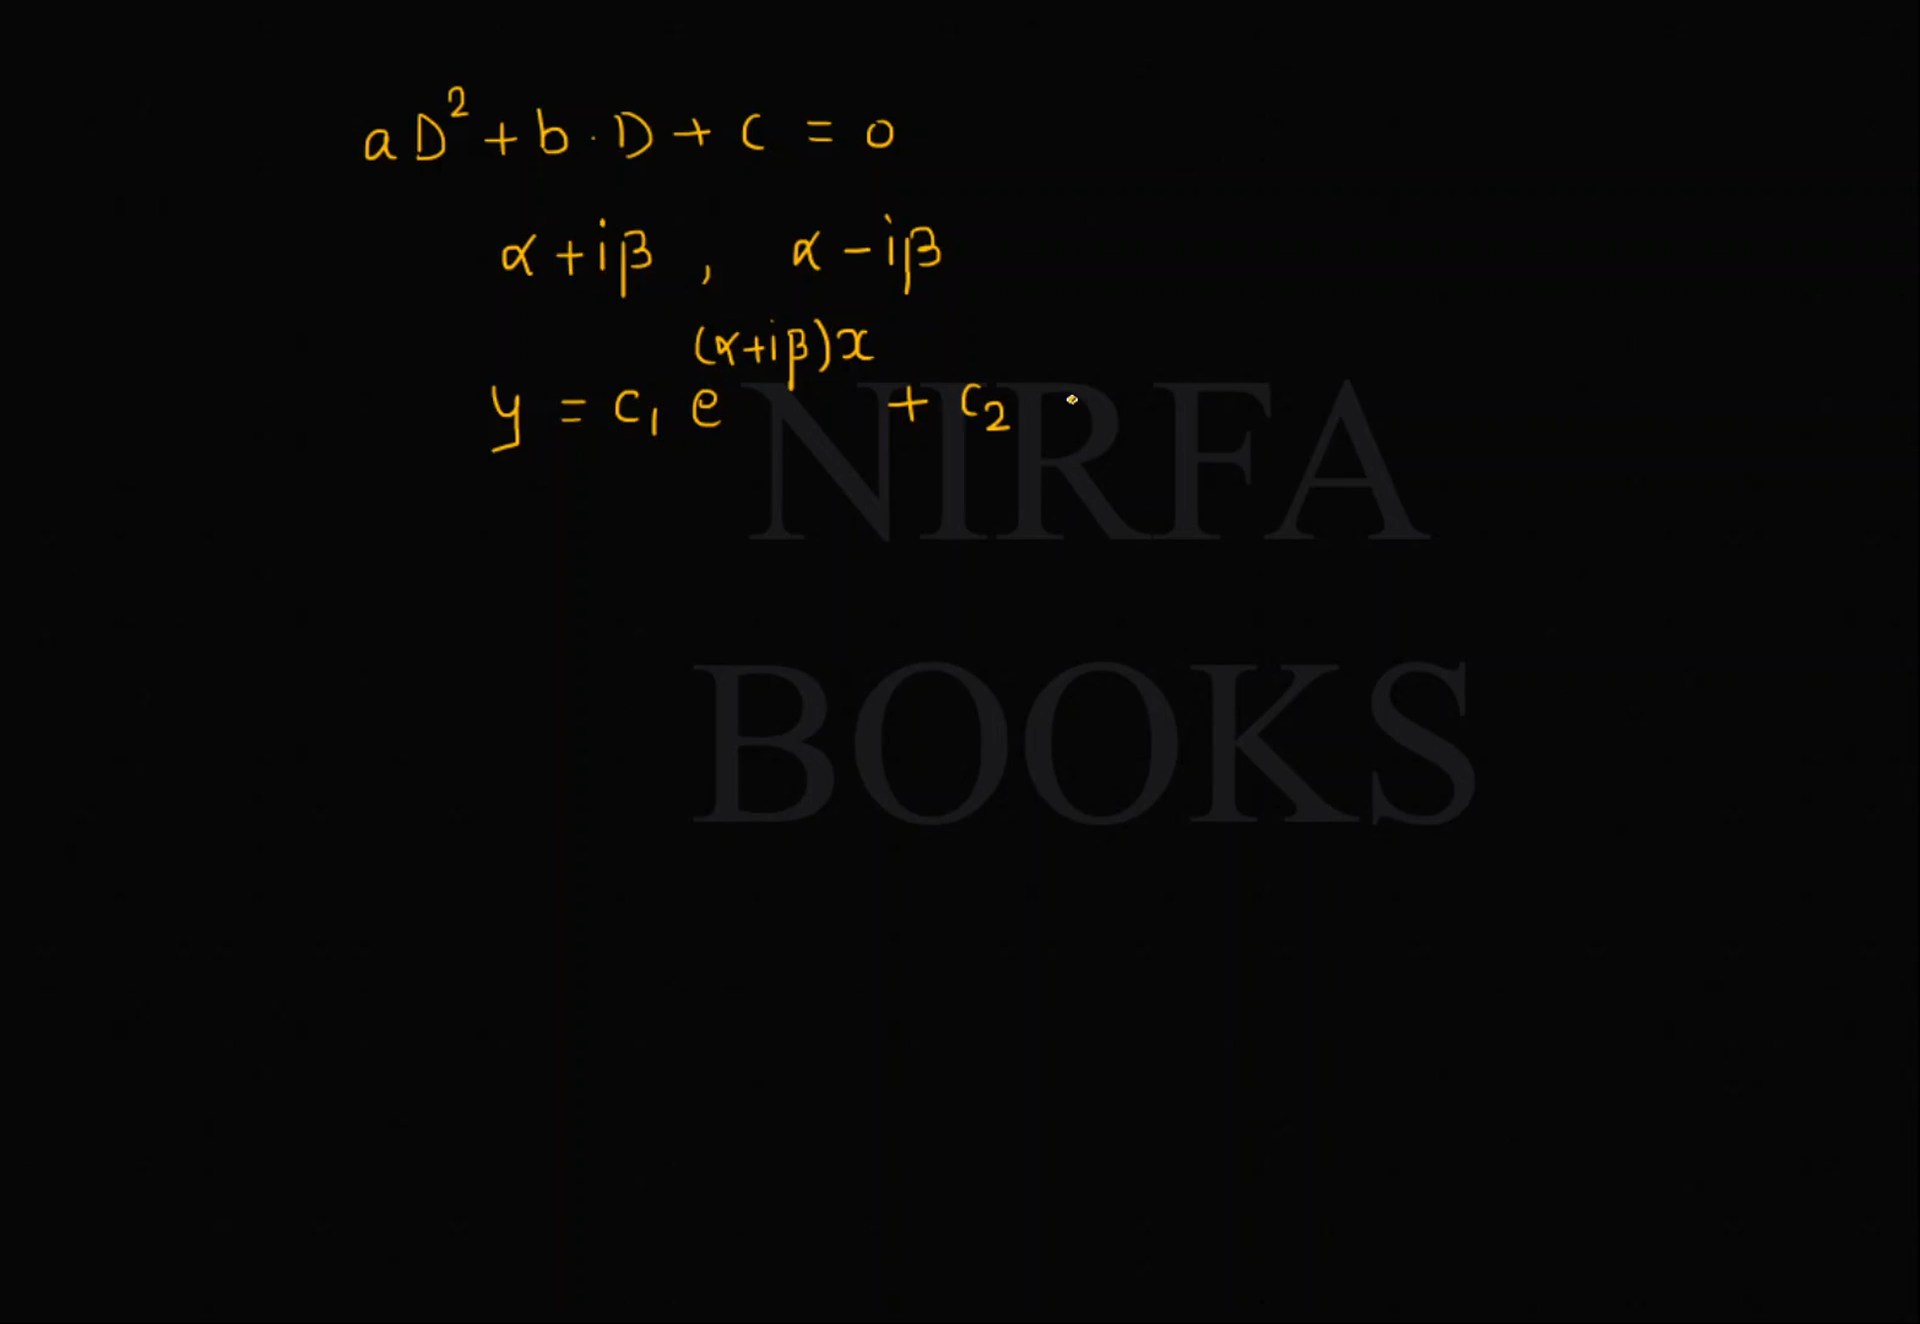 aD² + b · D + c = 0
α + iβ , α - iβ
y = c₁ e^(α+iβ)x + c₂
NIRFA
BOOKS